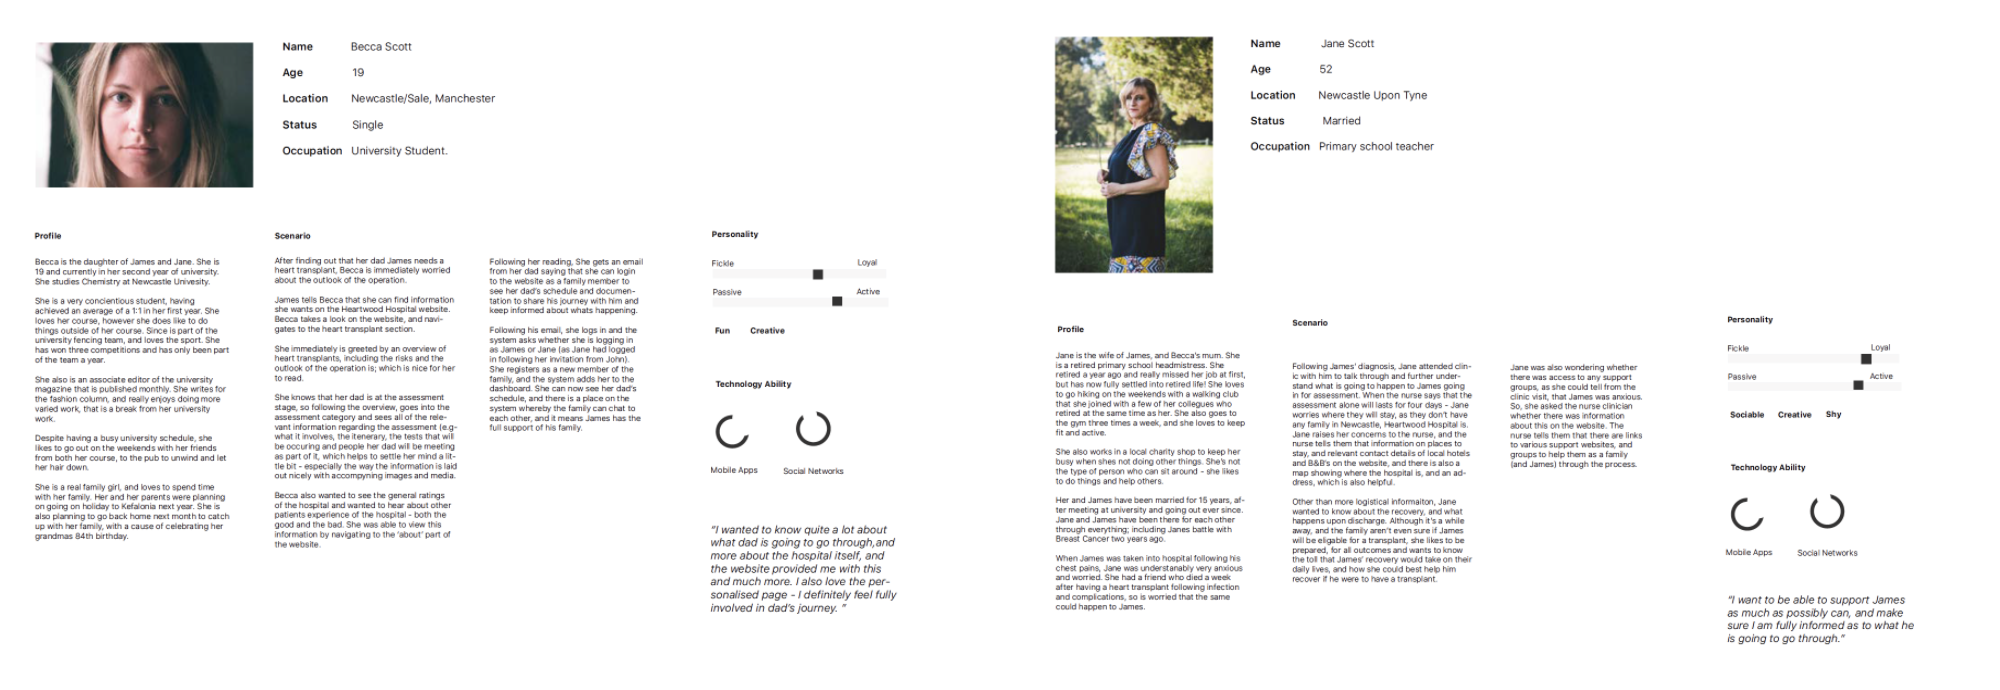 Name Becca Scott
Age 19
Location Newcastle/Sale, Manchester
Status Single
Occupation University Student.
Profile
Becca is the daughter of James and Jane. She is
19 and currently in her second year of university.
She studies Chemistry at Newcastle Univesity.
She is a very concientious student, having
achieved an average of a 1:1 in her first year. She
loves her course, however she does like to do
things outside of her course. Since is part of the
university fencing team, and loves the sport. She
has won three competitions and has only been part
of the team a year.
She also is an associate editor of the university
magazine that is published monthly. She writes for
the fashion column, and really enjoys doing more
varied work, that is a break from her university
work.
Despite having a busy university schedule, she
likes to go out on the weekends with her friends
from both her course, to the pub to unwind and let
her hair down.
She is a real family girl, and loves to spend time
with her family. Her and her parents were planning
on going on holiday to Kefalonia next year. She is
also planning to go back home next month to catch
up with her family, with a cause of celebrating her
grandmas 84th birthday.
Scenario
After finding out that her dad James needs a
heart transplant, Becca is immediately worried
about the outlook of the operation.
James tells Becca that she can find information
she wants on the Heartwood Hospital website.
Becca takes a look on the website, and navi-
gates to the heart transplant section.
She immediately is greeted by an overview of
heart transplants, including the risks and the
outlook of the operation is; which is nice for her
to read.
She knows that her dad is at the assessment
stage, so following the overview, goes into the
assessment category and sees all of the rele-
vant information regarding the assessment (e.g-
what it involves, the itenerary, the tests that will
be occuring and people her dad will be meeting
as part of it, which helps to settle her mind a lit-
tle bit - especially the way the information is laid
out nicely with accompnying images and media.
Becca also wanted to see the general ratings
of the hospital and wanted to hear about other
patients experience of the hospital - both the
good and the bad. She was able to view this
information by navigating to the 'about' part of
the website.
Following her reading, She gets an email
from her dad saying that she can login
to the website as a family member to
see her dad's schedule and documen-
tation to share his journey with him and
keep informed about whats happening.
Following his email, she logs in and the
system asks whether she is logging in
as James or Jane (as Jane had logged
in following her invitation from John).
She registers as a new member of the
family, and the system adds her to the
dashboard. She can now see her dad's
schedule, and there is a place on the
system whereby the family can chat to
each other, and it means James has the
full support of his family.
Personality
Fickle Loyal
Passive Active
Fun Creative
Technology Ability
Mobile Apps Social Networks
"I wanted to know quite a lot about
what dad is going to go through,and
more about the hospital itself, and
the website provided me with this
and much more. I also love the per-
sonalised page - I definitely feel fully
involved in dad's journey. "
Name Jane Scott
Age 52
Location Newcastle Upon Tyne
Status Married
Occupation Primary school teacher
Profile
Jane is the wife of James, and Becca's mum. She
is a retired primary school headmistress. She
retired a year ago and really missed her job at first,
but has now fully settled into retired life! She loves
to go hiking on the weekends with a walking club
that she joined with a few of her collegues who
retired at the same time as her. She also goes to
the gym three times a week, and she loves to keep
fit and active.
She also works in a local charity shop to keep her
busy when shes not doing other things. She's not
the type of person who can sit around - she likes
to do things and help others.
Her and James have been married for 15 years, af-
ter meeting at university and going out ever since.
Jane and James have been there for each other
through everything; including Janes battle with
Breast Cancer two years ago.
When James was taken into hospital following his
chest pains, Jane was understanably very anxious
and worried. She had a friend who died a week
after having a heart transplant following infection
and complications, so is worried that the same
could happen to James.
Scenario
Following James' diagnosis, Jane attended clin-
ic with him to talk through and further under-
stand what is going to happen to James going
in for assessment. When the nurse says that the
assessment alone will lasts for four days - Jane
worries where they will stay, as they don't have
any family in Newcastle, Heartwood Hospital is.
Jane raises her concerns to the nurse, and the
nurse tells them that information on places to
stay, and relevant contact details of local hotels
and B&B's on the website, and there is also a
map showing where the hospital is, and an ad-
dress, which is also helpful.
Other than more logistical informaiton, Jane
wanted to know about the recovery, and what
happens upon discharge. Although it's a while
away, and the family aren't even sure if James
will be eligable for a transplant, she likes to be
prepared, for all outcomes and wants to know
the toll that James' recovery would take on their
daily lives, and how she could best help him
recover if he were to have a transplant.
Jane was also wondering whether
there was access to any support
groups, as she could tell from the
clinic visit, that James was anxious.
So, she asked the nurse clinician
whether there was information
about this on the website. The
nurse tells them that there are links
to various support websites, and
groups to help them as a family
(and James) through the process.
Personality
Fickle Loyal
Passive Active
Sociable Creative Shy
Technology Ability
Mobile Apps Social Networks
"I want to be able to support James
as much as possibly can, and make
sure I am fully informed as to what he
is going to go through."